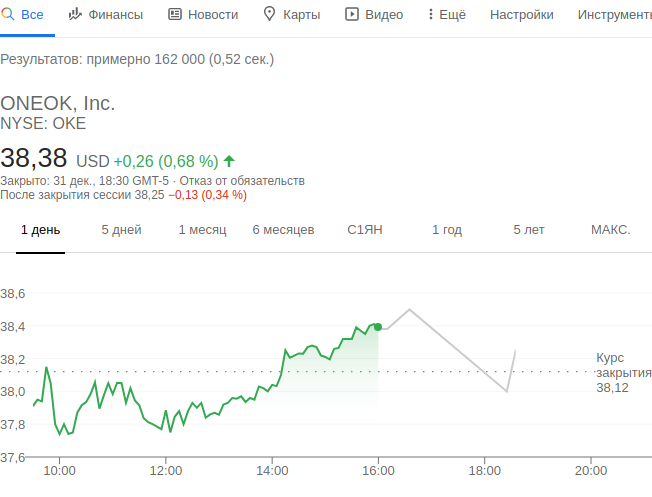 Все Финансы Новости Карты Видео Ещё Настройки Инструменты
Результатов: примерно 162 000 (0,52 сек.)
ONEOK, Inc.
NYSE: OKE
38,38 USD +0,26 (0,68 %)
Закрыто: 31 дек., 18:30 GMT-5 · Отказ от обязательств
После закрытия сессии 38,25 −0,13 (0,34 %)
1 день 5 дней 1 месяц 6 месяцев С1ЯН 1 год 5 лет МАКС.
38,6
38,4
38,2
38,0
37,8
37,6
Курс
закрытия
38,12
10:00 12:00 14:00 16:00 18:00 20:00